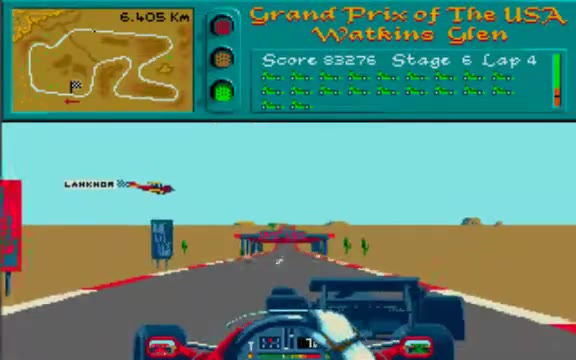 6.405 Km
Grand Prix of The USA
Watkins Glen
Score 83276 Stage 6 Lap 4
LANKHOR